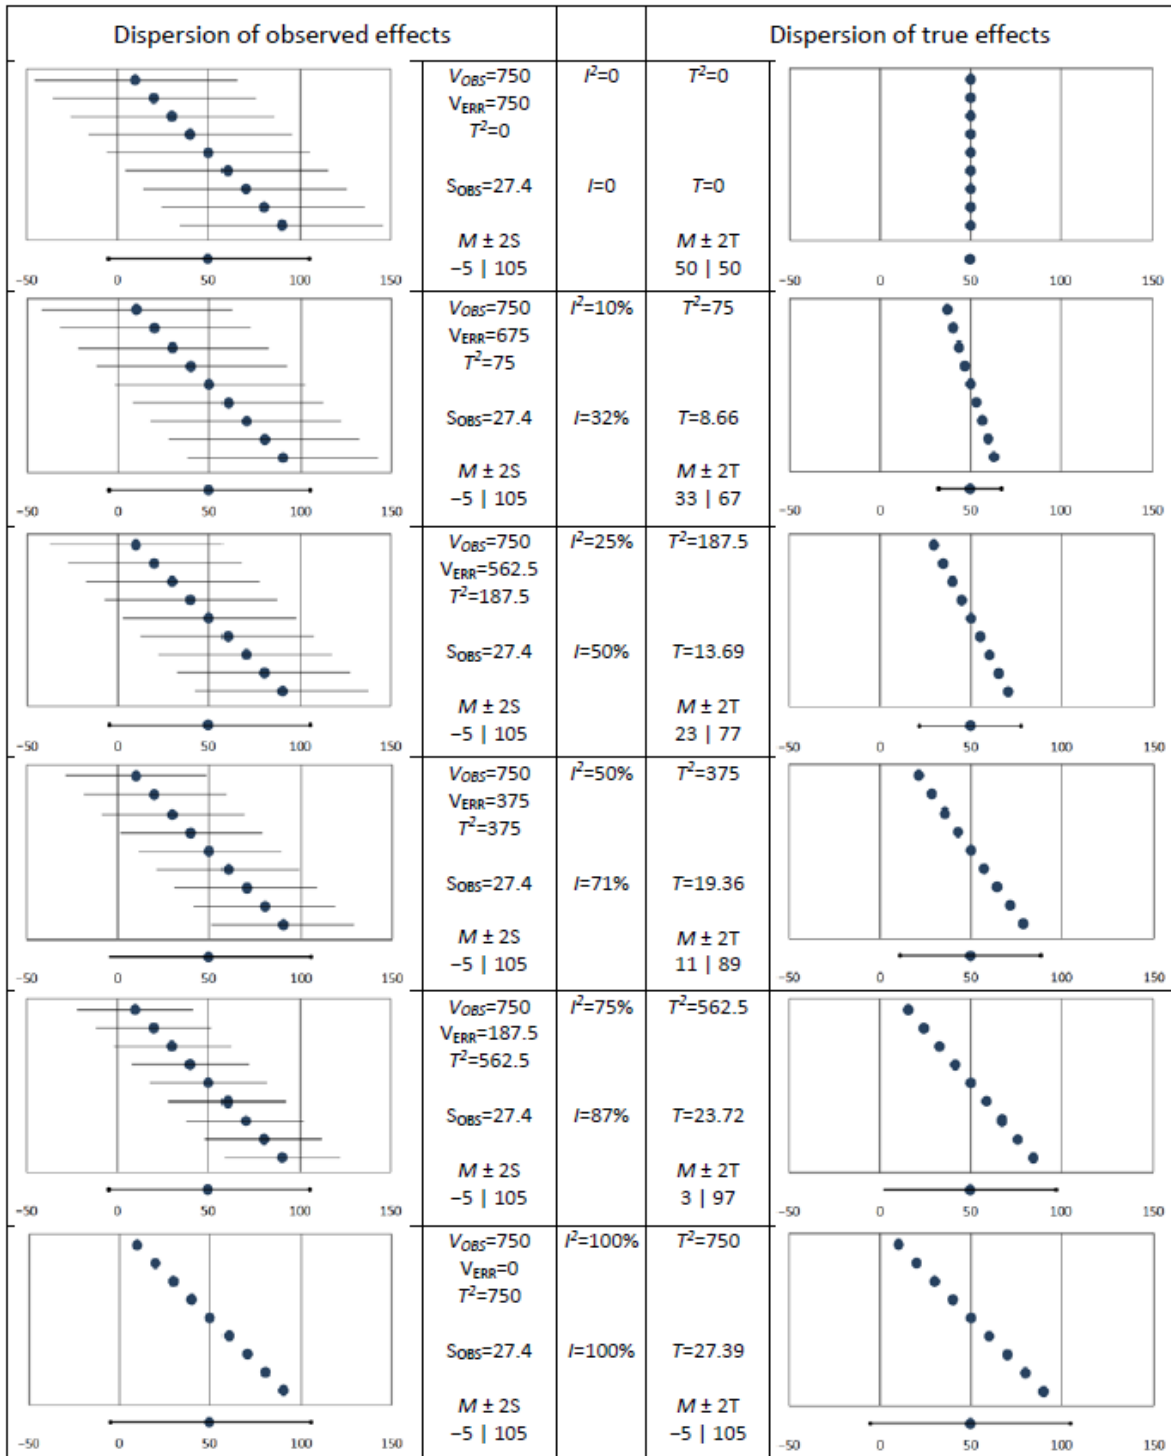 Dispersion of observed effects
Dispersion of true effects
V_OBS=750 I²=0 T²=0
V_ERR=750
T²=0
S_OBS=27.4 I=0 T=0
M ± 2S M ± 2T
−5 | 105 50 | 50
−50 0 50 100 150 −50 0 50 100 150
V_OBS=750 I²=10% T²=75
V_ERR=675
T²=75
S_OBS=27.4 I=32% T=8.66
M ± 2S M ± 2T
−5 | 105 33 | 67
−50 0 50 100 150 −50 0 50 100 150
V_OBS=750 I²=25% T²=187.5
V_ERR=562.5
T²=187.5
S_OBS=27.4 I=50% T=13.69
M ± 2S M ± 2T
−5 | 105 23 | 77
−50 0 50 100 150 −50 0 50 100 150
V_OBS=750 I²=50% T²=375
V_ERR=375
T²=375
S_OBS=27.4 I=71% T=19.36
M ± 2S M ± 2T
−5 | 105 11 | 89
−50 0 50 100 150 −50 0 50 100 150
V_OBS=750 I²=75% T²=562.5
V_ERR=187.5
T²=562.5
S_OBS=27.4 I=87% T=23.72
M ± 2S M ± 2T
−5 | 105 3 | 97
−50 0 50 100 150 −50 0 50 100 150
V_OBS=750 I²=100% T²=750
V_ERR=0
T²=750
S_OBS=27.4 I=100% T=27.39
M ± 2S M ± 2T
−5 | 105 −5 | 105
−50 0 50 100 150 −50 0 50 100 150